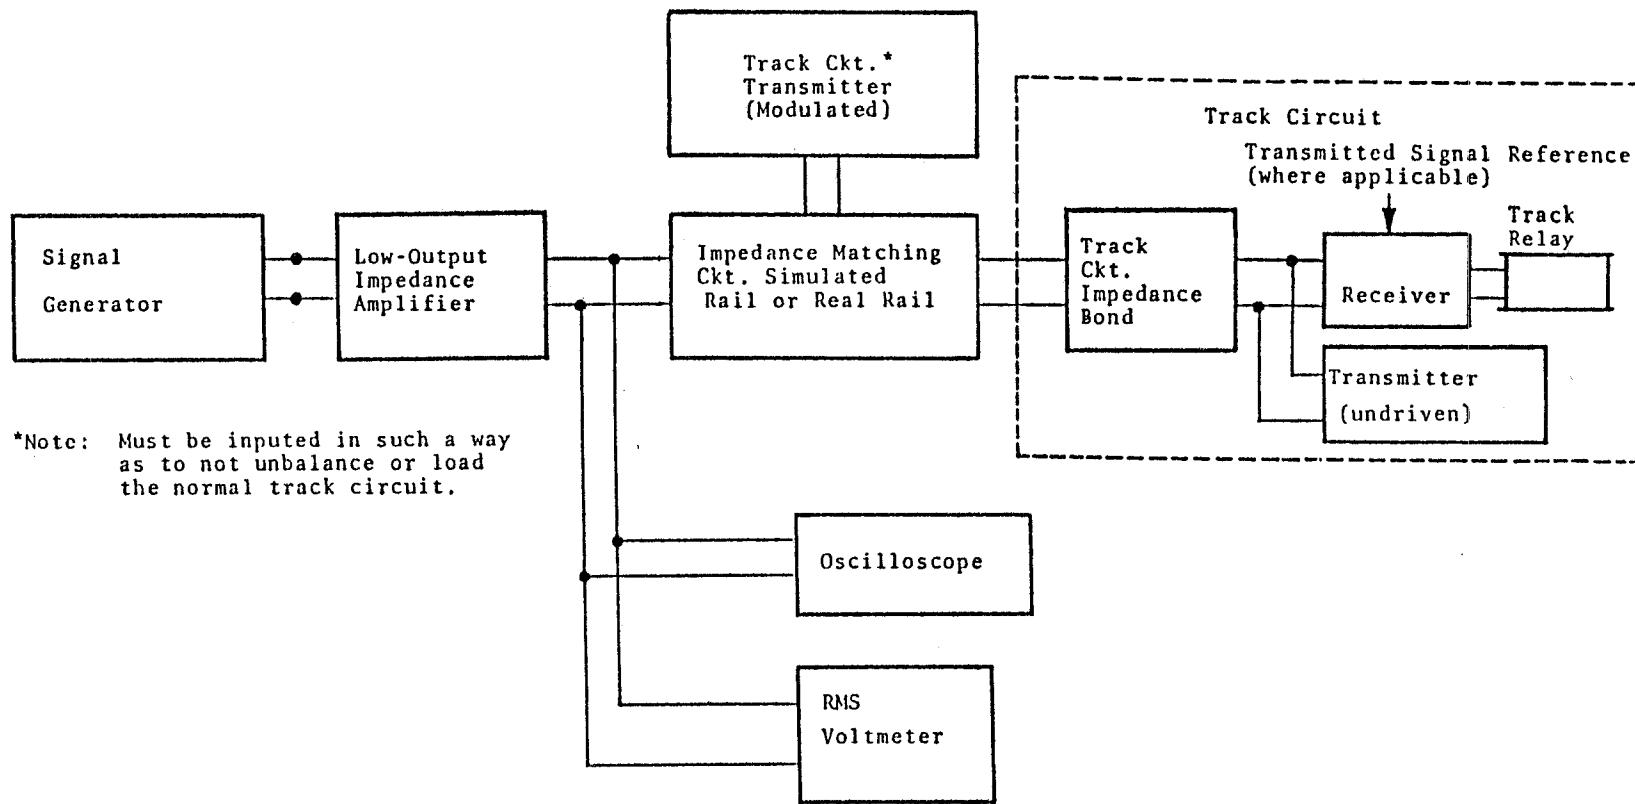 Track Ckt.*
Transmitter
(Modulated)
Track Circuit
Transmitted Signal Reference
(where applicable)
Track
Relay
Signal
Generator
Low-Output
Impedance
Amplifier
Impedance Matching
Ckt. Simulated
Rail or Real Rail
Track
Ckt.
Impedance
Bond
Receiver
Transmitter
(undriven)
*Note: Must be inputed in such a way
as to not unbalance or load
the normal track circuit.
Oscilloscope
RMS
Voltmeter